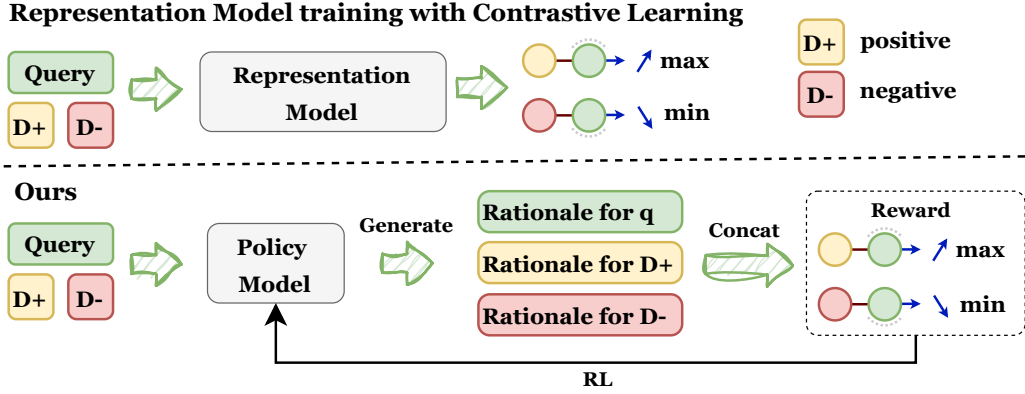 Representation Model training with Contrastive Learning
Query
D+ D-
Representation
Model
max
min
D+ positive
D- negative
Ours
Query
D+ D-
Policy
Model
Generate
Rationale for q
Rationale for D+
Rationale for D-
Concat
Reward
max
min
RL